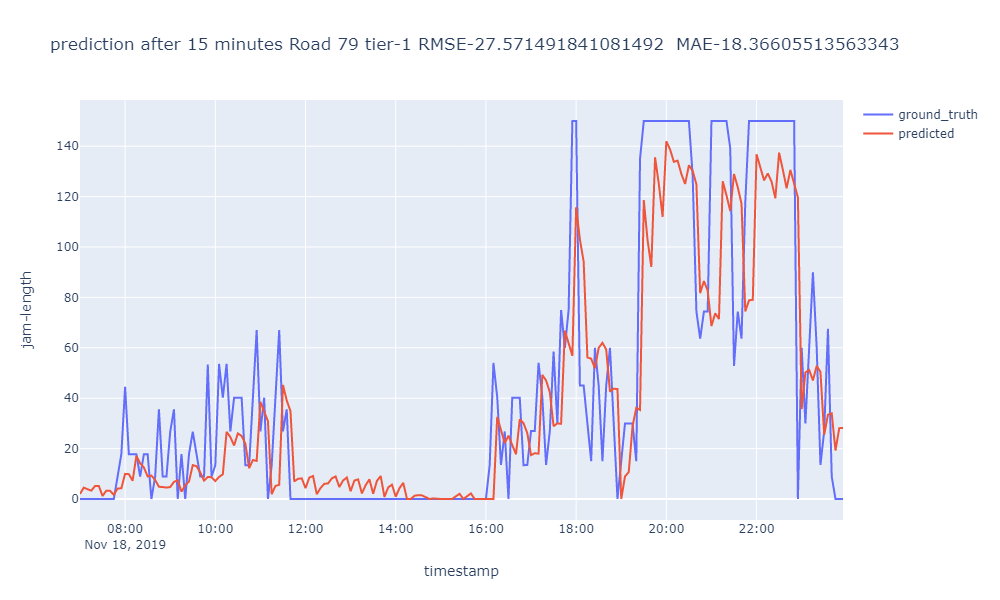 prediction after 15 minutes Road 79 tier-1 RMSE-27.571491841081492  MAE-18.36605513563343
ground_truth
predicted
140
120
100
80
60
40
20
0
jam-length
08:00 10:00 12:00 14:00 16:00 18:00 20:00 22:00
Nov 18, 2019
timestamp